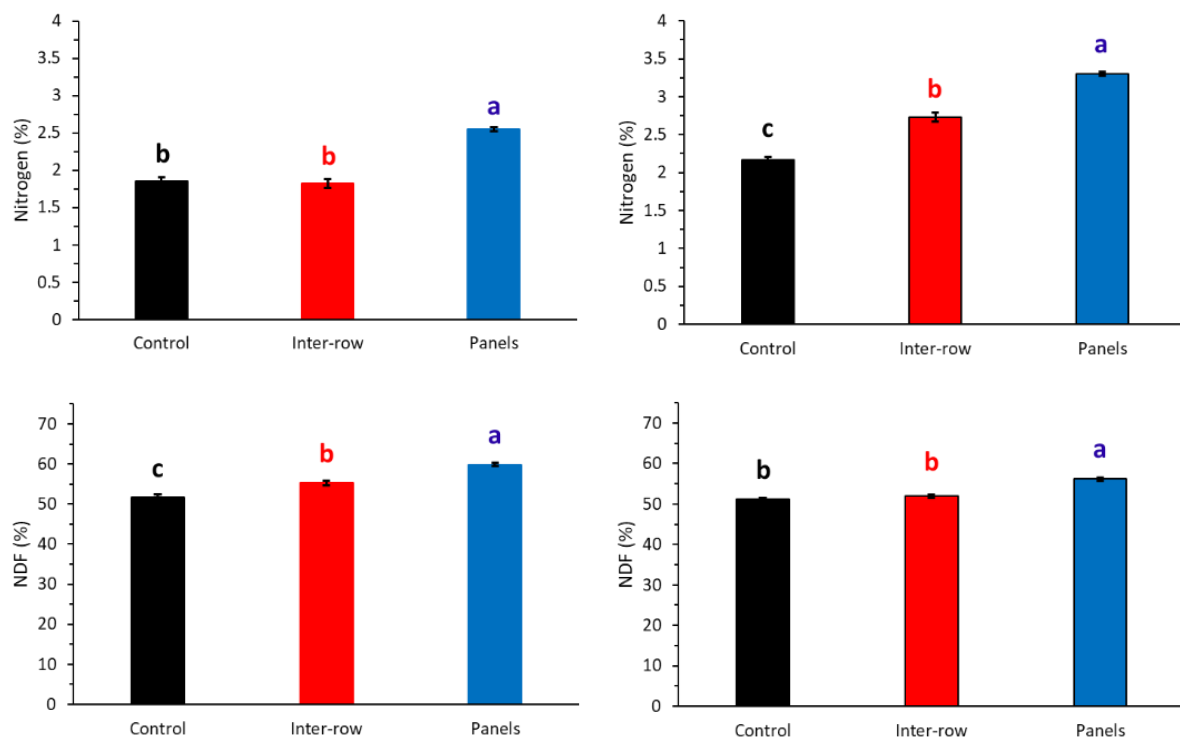 4
3.5
3
2.5
2
1.5
1
0.5
0
Nitrogen (%)
b
b
a
Control Inter-row Panels
4
3.5
3
2.5
2
1.5
1
0.5
0
Nitrogen (%)
c
b
a
Control Inter-row Panels
70
60
50
40
30
20
10
0
NDF (%)
c
b
a
Control Inter-row Panels
70
60
50
40
30
20
10
0
NDF (%)
b
b
a
Control Inter-row Panels